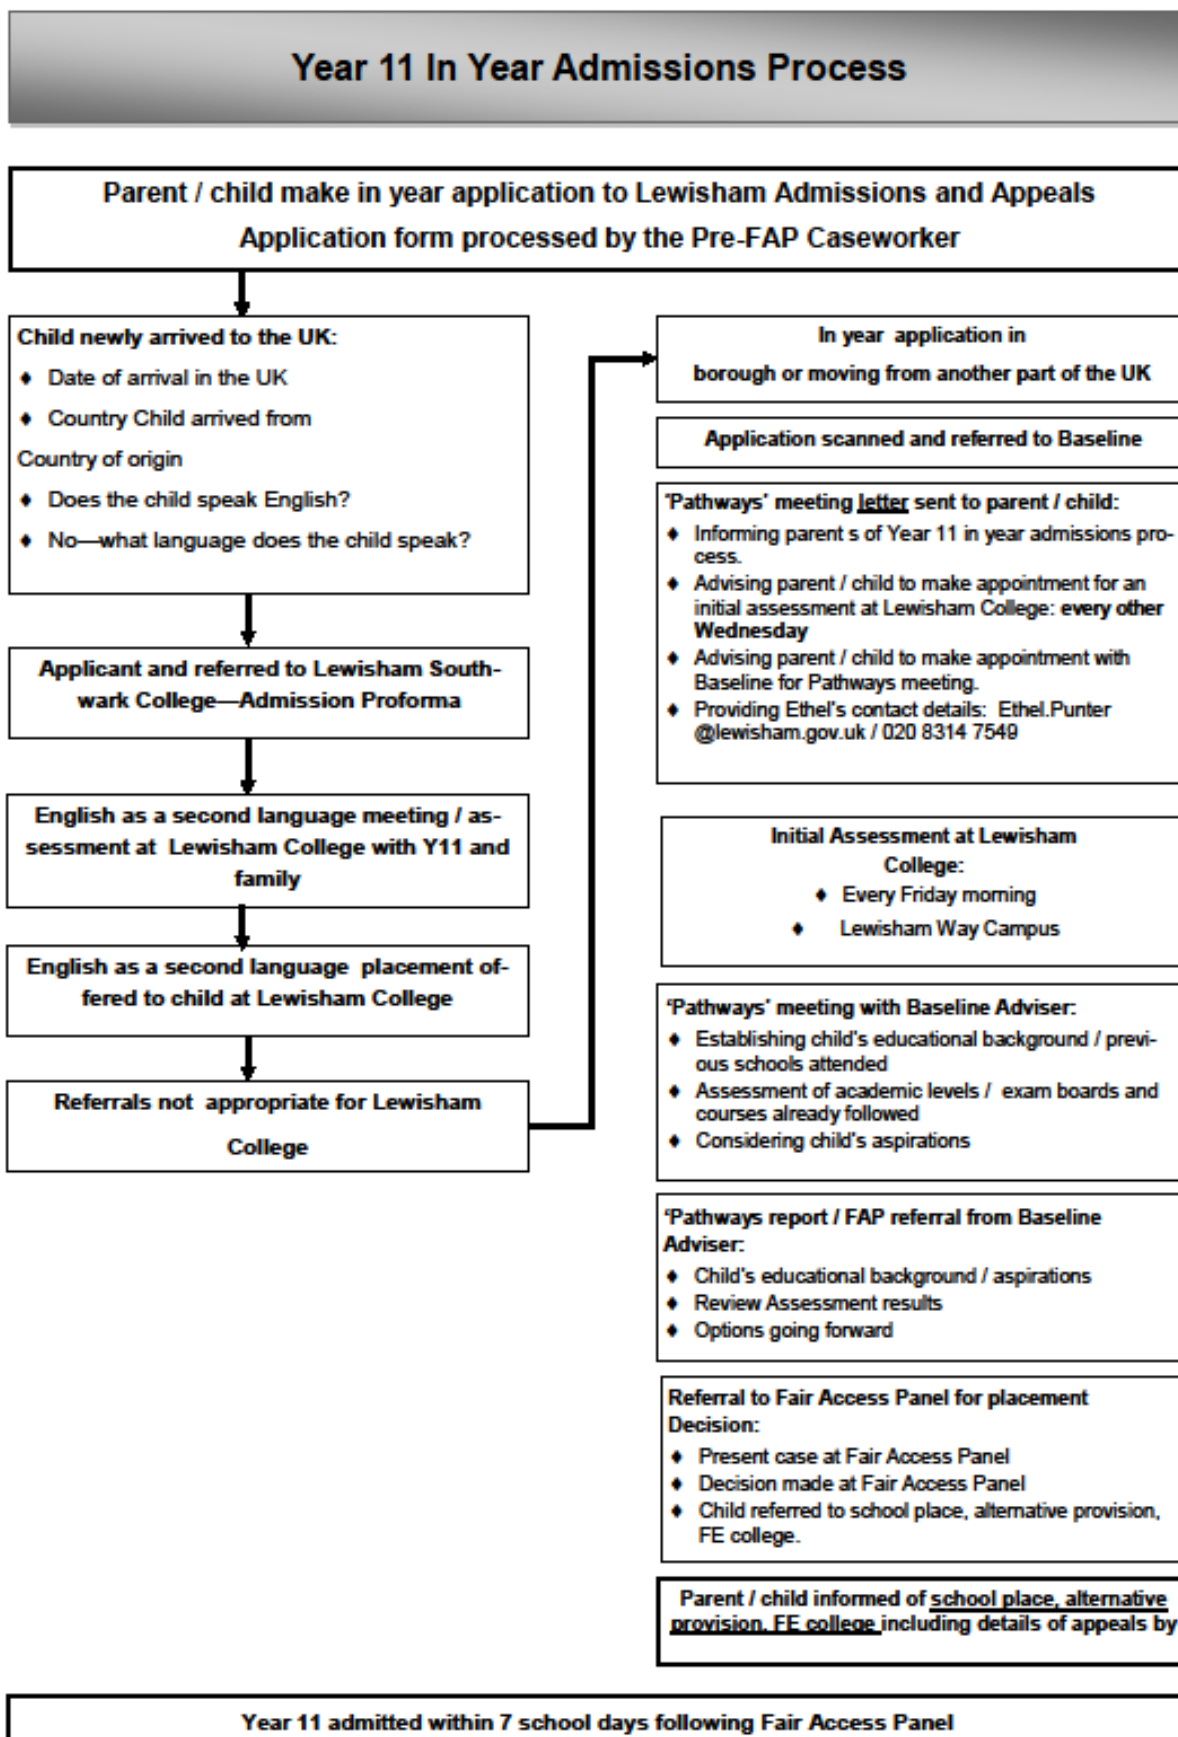 Year 11 In Year Admissions Process
Parent / child make in year application to Lewisham Admissions and Appeals
Application form processed by the Pre-FAP Caseworker
Child newly arrived to the UK:
♦ Date of arrival in the UK
♦ Country Child arrived from
Country of origin
♦ Does the child speak English?
♦ No—what language does the child speak?
Applicant and referred to Lewisham South-
wark College—Admission Proforma
English as a second language meeting / as-
sessment at Lewisham College with Y11 and
family
English as a second language placement of-
fered to child at Lewisham College
Referrals not appropriate for Lewisham
College
In year application in
borough or moving from another part of the UK
Application scanned and referred to Baseline
'Pathways' meeting letter sent to parent / child:
♦ Informing parent s of Year 11 in year admissions pro-
cess.
♦ Advising parent / child to make appointment for an
initial assessment at Lewisham College: every other
Wednesday
♦ Advising parent / child to make appointment with
Baseline for Pathways meeting.
♦ Providing Ethel's contact details: Ethel.Punter
@lewisham.gov.uk / 020 8314 7549
Initial Assessment at Lewisham
College:
♦ Every Friday morning
♦ Lewisham Way Campus
'Pathways' meeting with Baseline Adviser:
♦ Establishing child's educational background / previ-
ous schools attended
♦ Assessment of academic levels / exam boards and
courses already followed
♦ Considering child's aspirations
'Pathways report / FAP referral from Baseline
Adviser:
♦ Child's educational background / aspirations
♦ Review Assessment results
♦ Options going forward
Referral to Fair Access Panel for placement
Decision:
♦ Present case at Fair Access Panel
♦ Decision made at Fair Access Panel
♦ Child referred to school place, alternative provision,
FE college.
Parent / child informed of school place, alternative
provision, FE college including details of appeals by
Year 11 admitted within 7 school days following Fair Access Panel